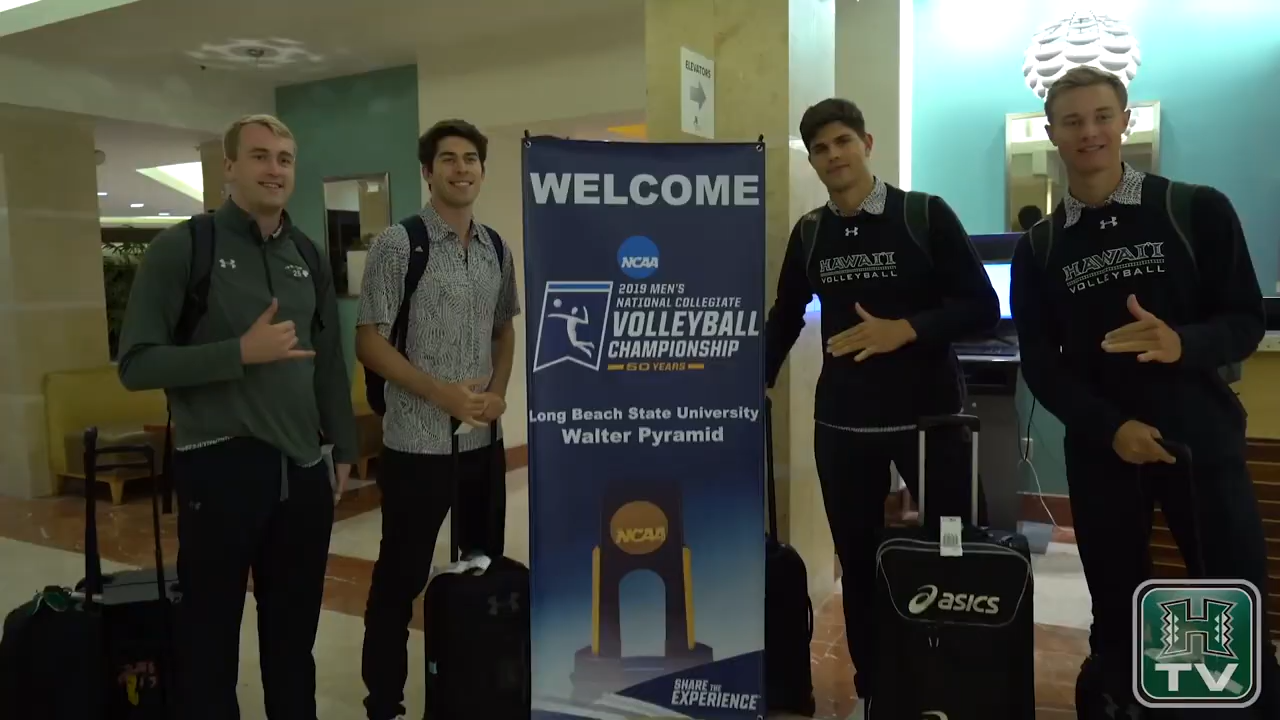 ELEVATORS
WELCOME
NCAA
2019 MEN'S
NATIONAL COLLEGIATE
VOLLEYBALL
CHAMPIONSHIP
50 YEARS
Long Beach State University
Walter Pyramid
NCAA
SHARE THE
EXPERIENCE
HAWAI'I
VOLLEYBALL
HAWAI'I
VOLLEYBALL
asics
H
TV